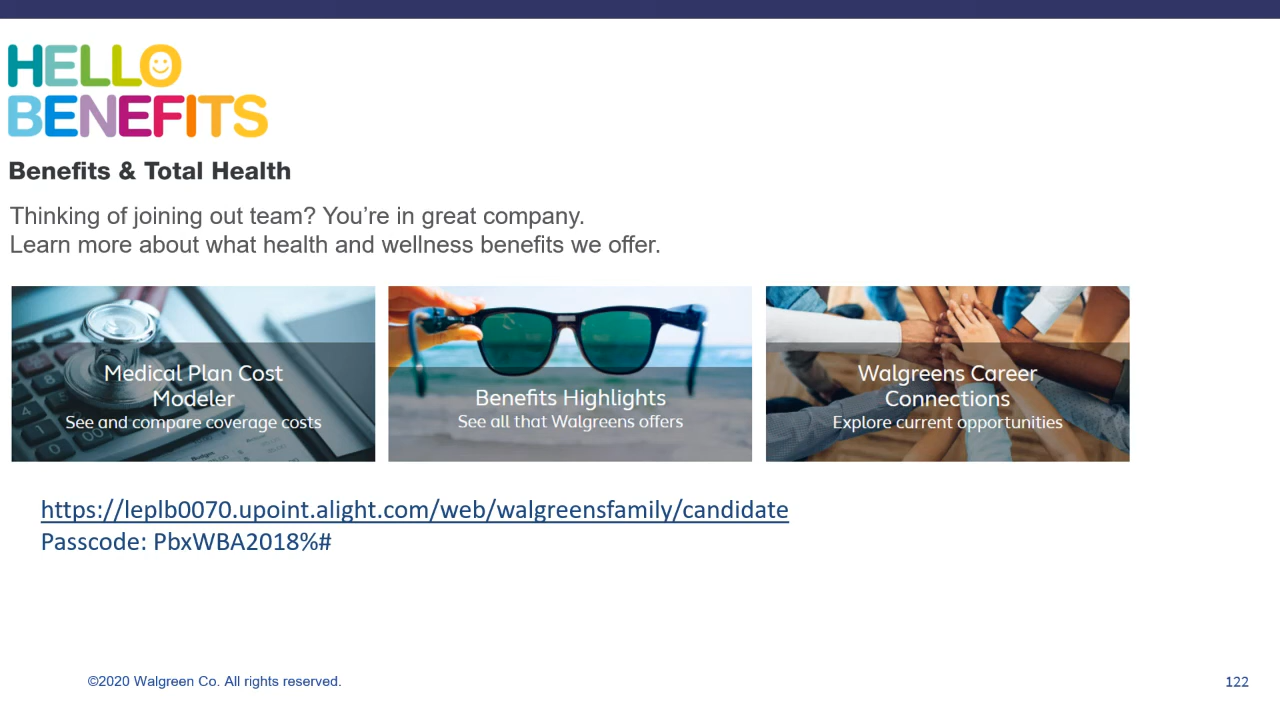 HELLO
BENEFITS
Benefits & Total Health
Thinking of joining out team? You’re in great company.
Learn more about what health and wellness benefits we offer.
Medical Plan Cost
Modeler
See and compare coverage costs
Benefits Highlights
See all that Walgreens offers
Walgreens Career
Connections
Explore current opportunities
https://leplb0070.upoint.alight.com/web/walgreensfamily/candidate
Passcode: PbxWBA2018%#
©2020 Walgreen Co. All rights reserved.
122